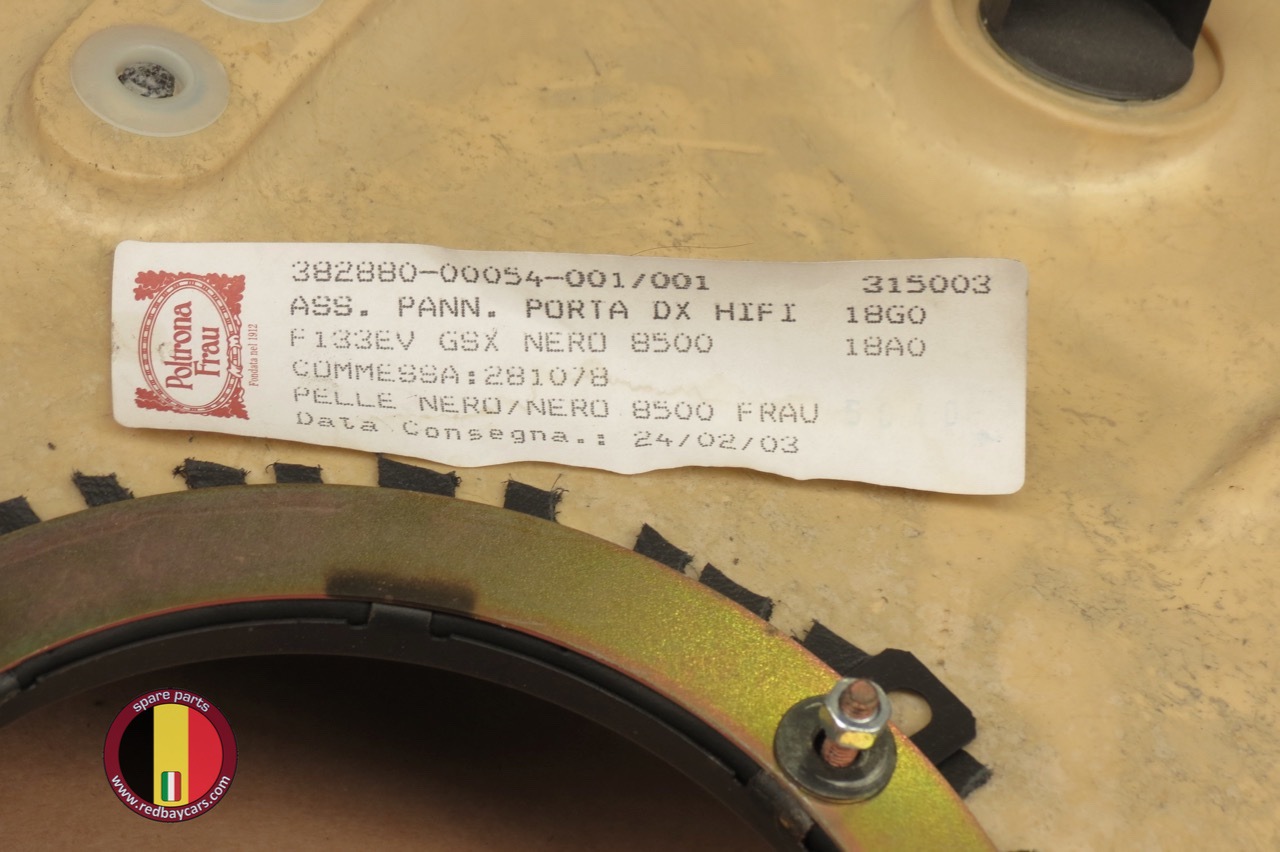 382880-00054-001/001 315003
ASS. PANN. PORTA DX HIFI 18G0
F133EV GSX NERO 8500 18A0
COMMESSA:281078
PELLE NERO/NERO 8500 FRAU
Data Consegna.: 24/02/03
Poltrona
Frau
Fondata nel 1912
spare parts
www.redbaycars.com